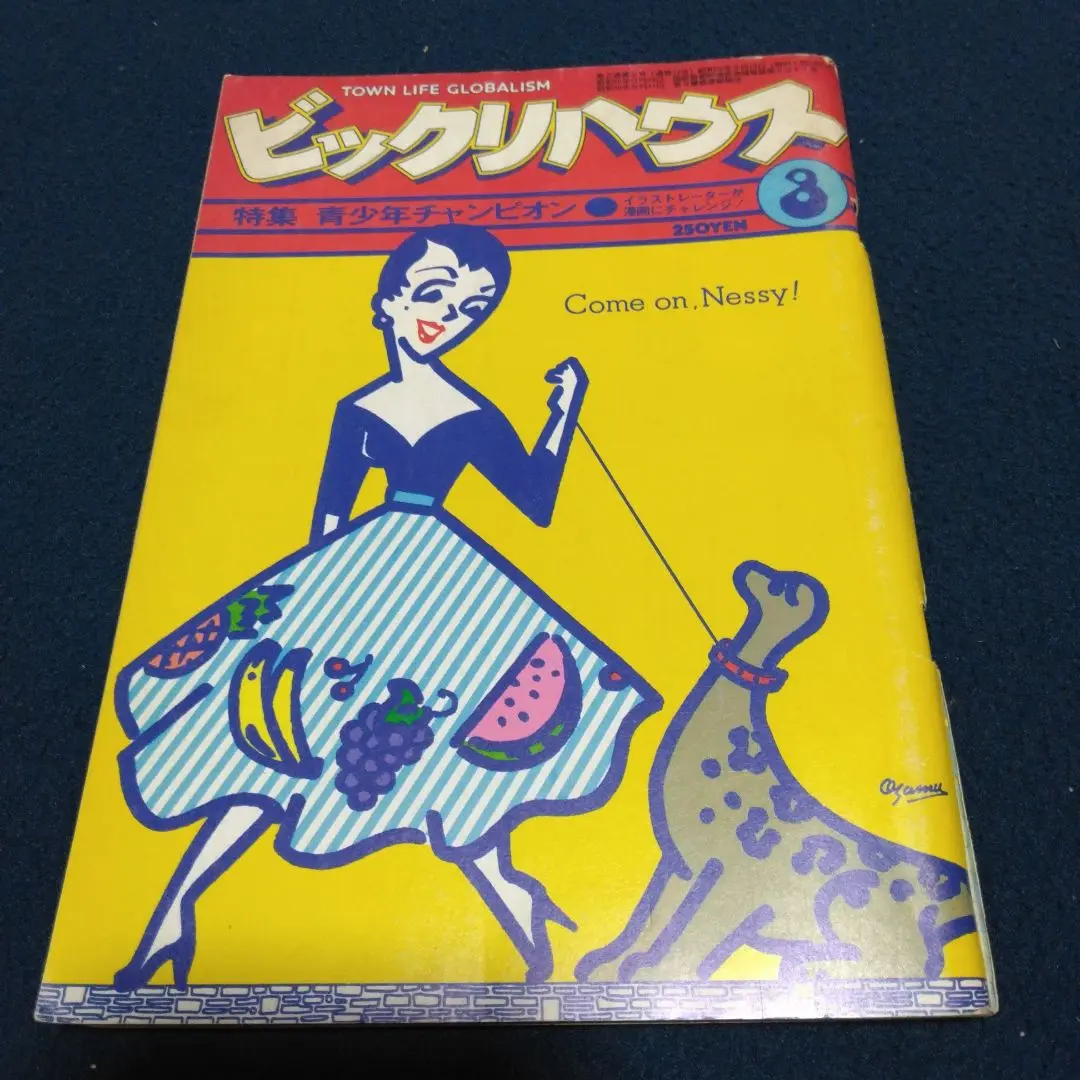 TOWN LIFE GLOBALISM
ビックリハウス
8
特集 青少年チャンピオン ●
イラストレーターが
漫画にチャレンジ!
250YEN
Come on, Nessy!
Ozamu